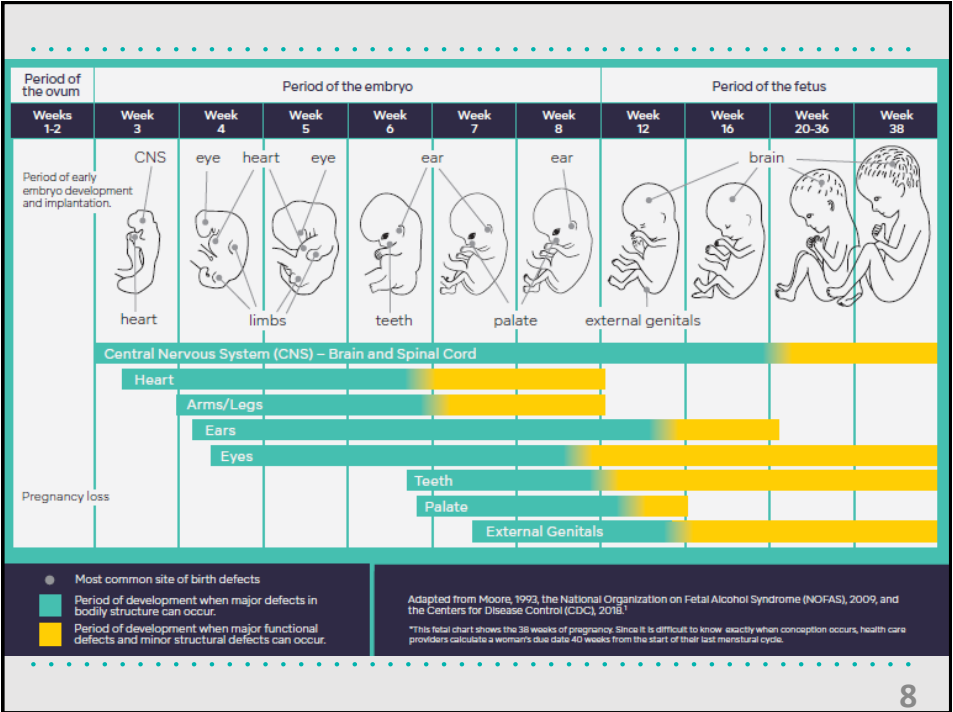 Period of
the ovum
Period of the embryo
Period of the fetus
Weeks
1-2
Week
3
Week
4
Week
5
Week
6
Week
7
Week
8
Week
12
Week
16
Week
20-36
Week
38
Period of early
embryo development
and implantation.
CNS
eye
heart
eye
ear
ear
brain
heart
limbs
teeth
palate
external genitals
Central Nervous System (CNS) – Brain and Spinal Cord
Heart
Arms/Legs
Ears
Eyes
Teeth
Pregnancy loss
Palate
External Genitals
Most common site of birth defects
Period of development when major defects in
bodily structure can occur.
Period of development when major functional
defects and minor structural defects can occur.
Adapted from Moore, 1993, the National Organization on Fetal Alcohol Syndrome (NOFAS), 2009, and
the Centers for Disease Control (CDC), 2018.¹
*This fetal chart shows the 38 weeks of pregnancy. Since it is difficult to know exactly when conception occurs, health care
providers calculate a woman's due date 40 weeks from the start of their last menstural cycle.
8